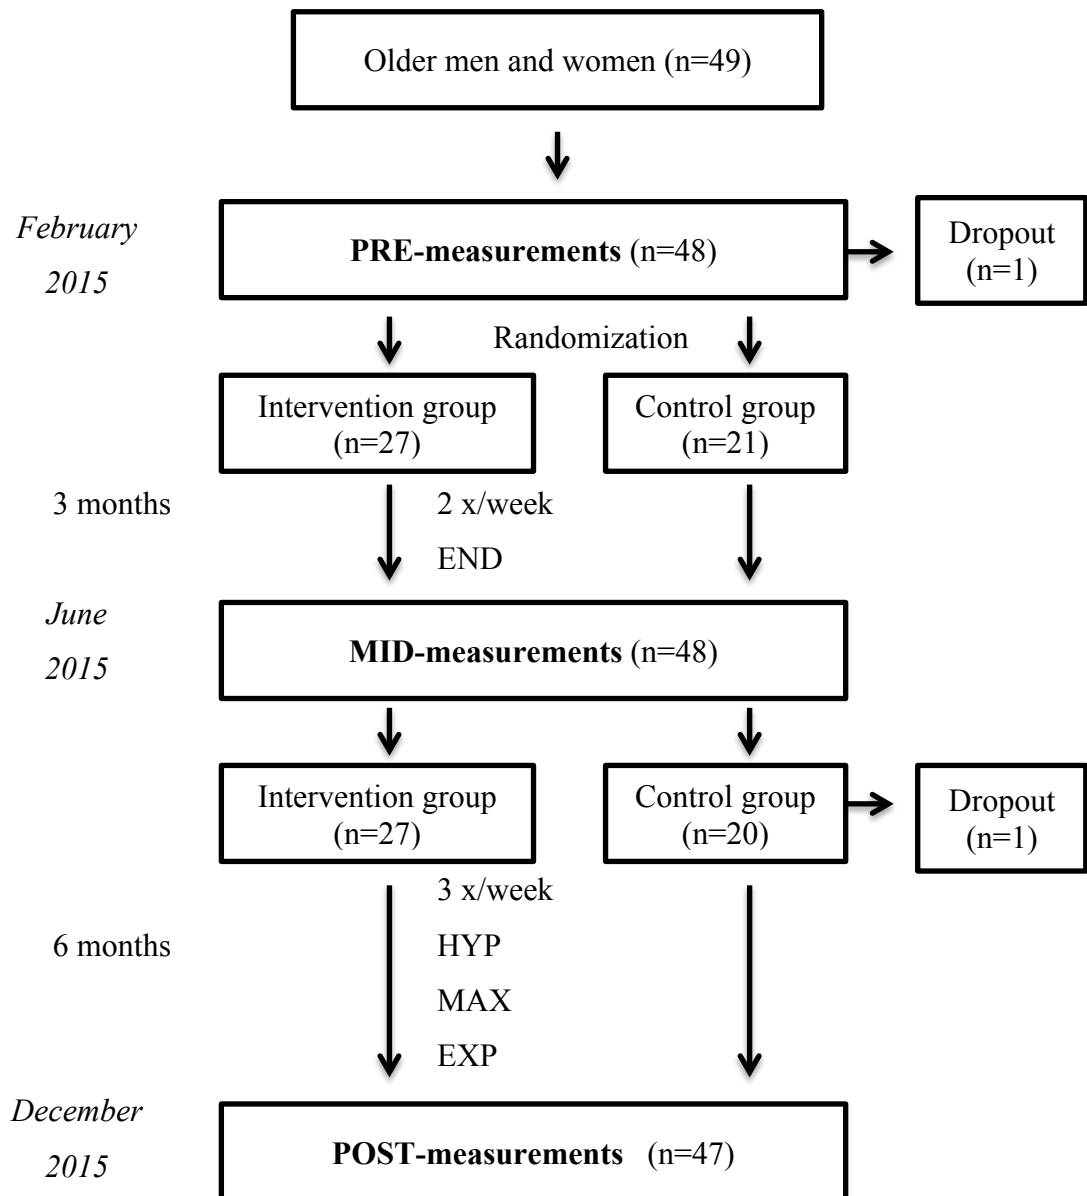 Older men and women (n=49)
February
2015
PRE-measurements (n=48)
Dropout
(n=1)
Randomization
Intervention group
(n=27)
Control group
(n=21)
3 months
2 x/week
END
June
2015
MID-measurements (n=48)
Intervention group
(n=27)
Control group
(n=20)
Dropout
(n=1)
6 months
3 x/week
HYP
MAX
EXP
December
2015
POST-measurements (n=47)